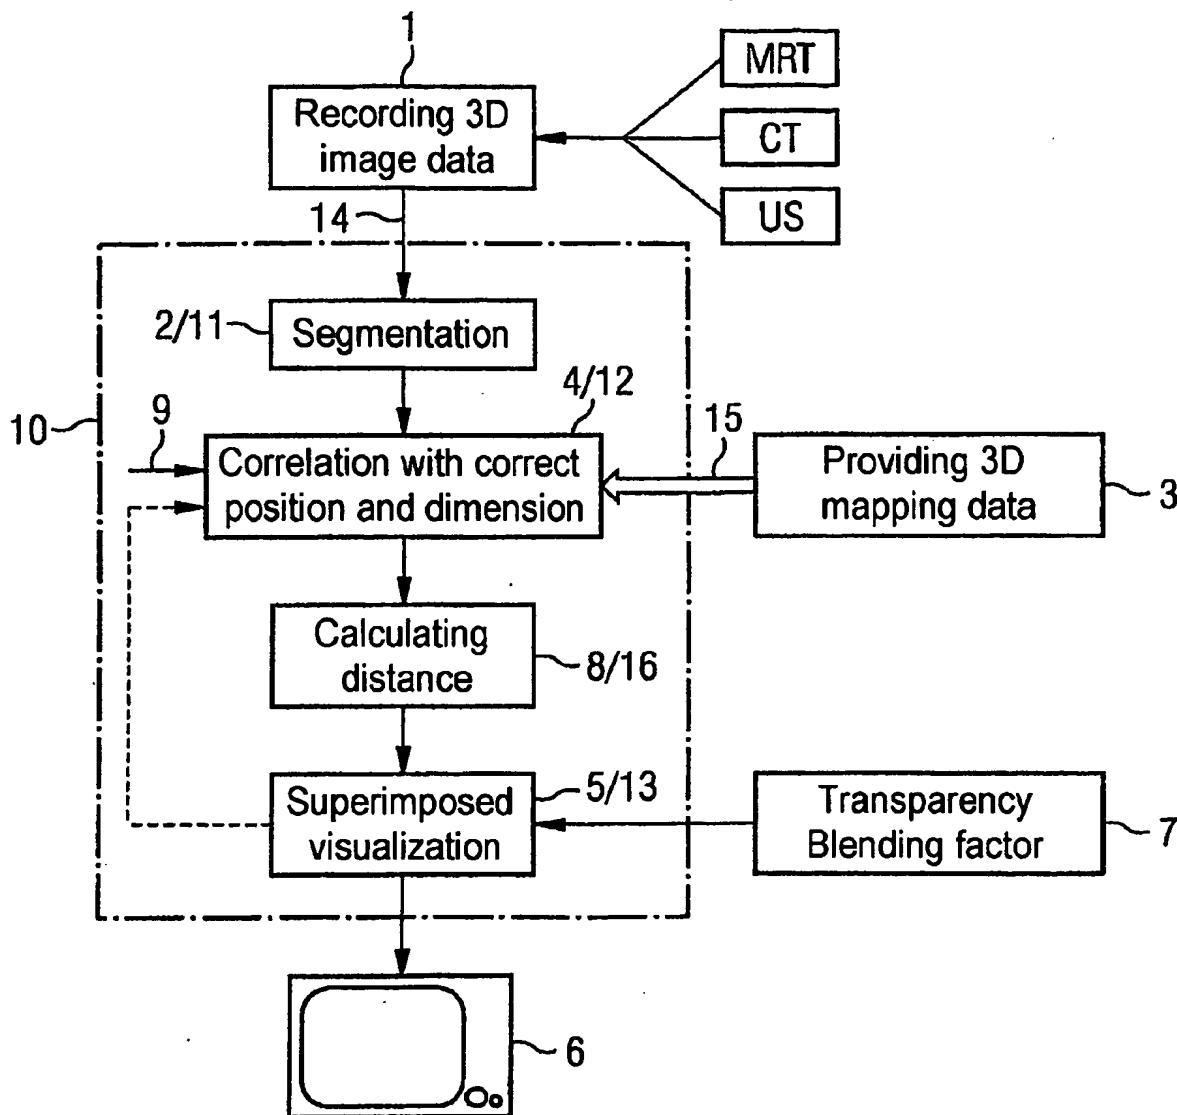 1
MRT
Recording 3D
image data
CT
US
14
2/11
Segmentation
4/12
10
9
15
Correlation with correct
position and dimension
Providing 3D
mapping data
3
Calculating
distance
8/16
Superimposed
visualization
5/13
Transparency
Blending factor
7
6